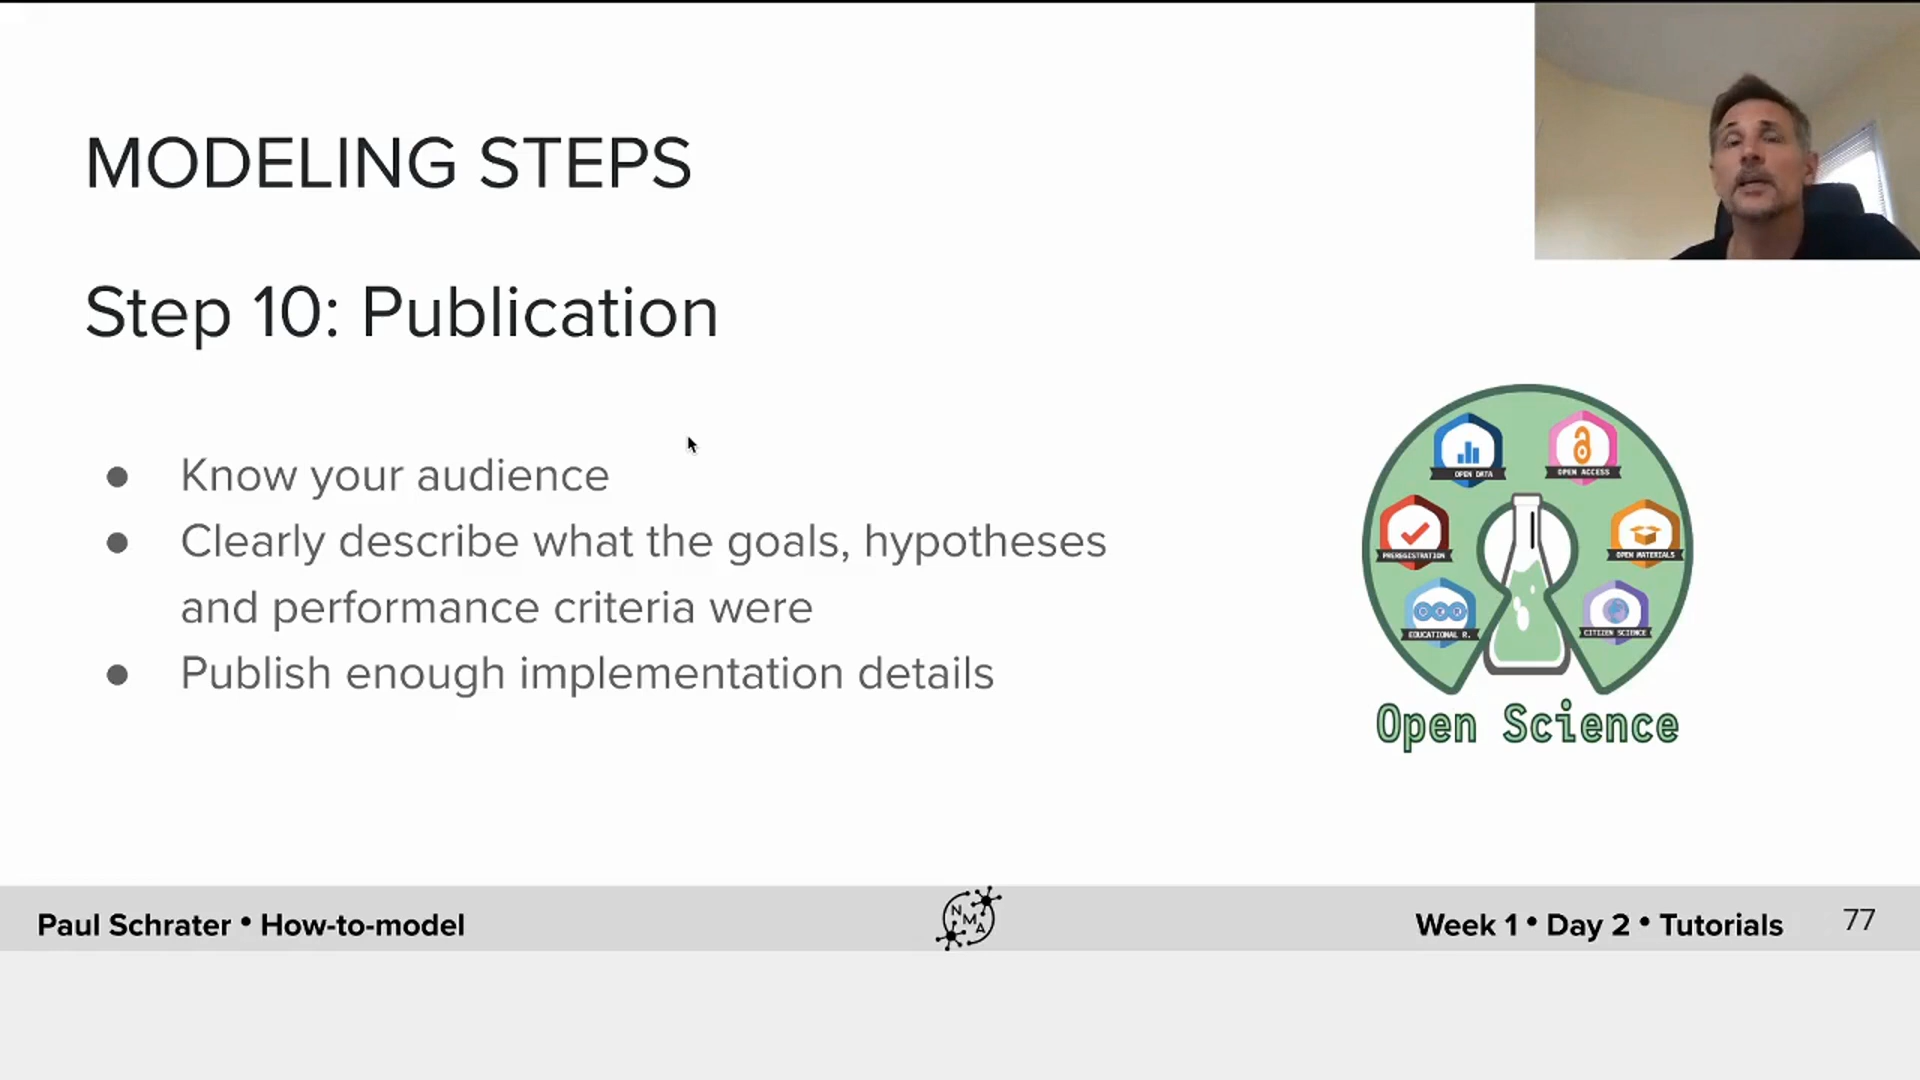 MODELING STEPS
Step 10: Publication
● Know your audience
● Clearly describe what the goals, hypotheses
and performance criteria were
● Publish enough implementation details
OPEN DATA
OPEN ACCESS
PREREGISTRATION
OPEN MATERIALS
EDUCATIONAL R.
CITIZEN SCIENCE
Open Science
Paul Schrater • How-to-model
NMA
Week 1 • Day 2 • Tutorials
77